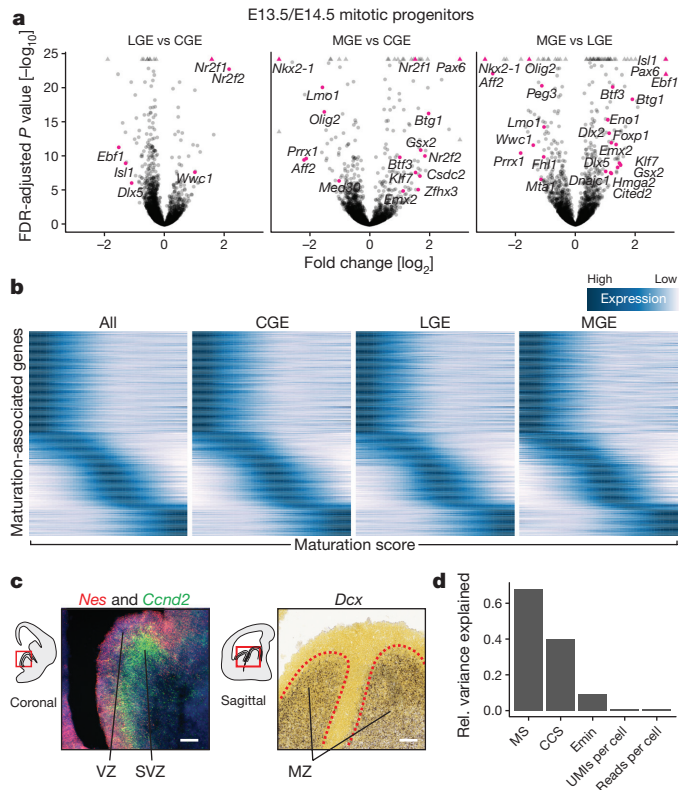 a
E13.5/E14.5 mitotic progenitors
LGE vs CGE
MGE vs CGE
MGE vs LGE
FDR-adjusted P value [–log10]
25
20
15
10
5
0
Nr2f1
Nr2f2
Ebf1
Isl1
Dlx5
Wwc1
–2
0
2
Nkx2-1
Nr2f1
Pax6
Lmo1
Olig2
Btg1
Gsx2
Prrx1
Aff2
Btf3
Nr2f2
Klf7
Csdc2
Med30
Emx2
Zfhx3
–2
0
2
Nkx2-1
Olig2
Isl1
Aff2
Pax6
Ebf1
Peg3
Btf3
Btg1
Lmo1
Eno1
Dlx2
Foxp1
Wwc1
Emx2
Prrx1
Fhl1
Dlx5
Klf7
Gsx2
Mta1
Dnajc1
Hmga2
Cited2
–2
0
2
Fold change [log2]
b
High
Low
Expression
All
CGE
LGE
MGE
Maturation-associated genes
Maturation score
c
Nes and Ccnd2
Dcx
Coronal
Sagittal
VZ
SVZ
MZ
d
Rel. variance explained
0.6
0.4
0.2
0.0
MS
CCS
Emin
UMIs per cell
Reads per cell